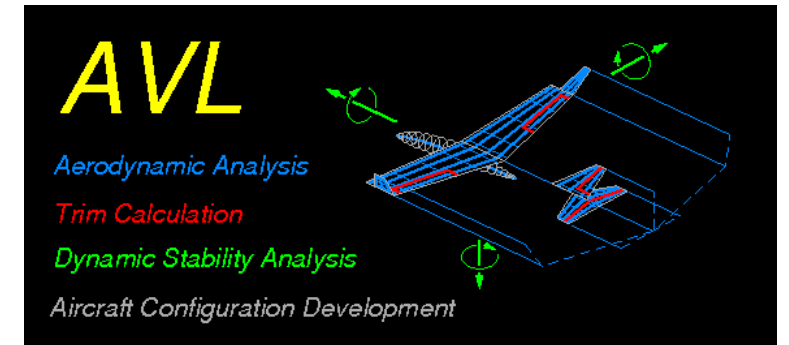 AVL
Aerodynamic Analysis
Trim Calculation
Dynamic Stability Analysis
Aircraft Configuration Development